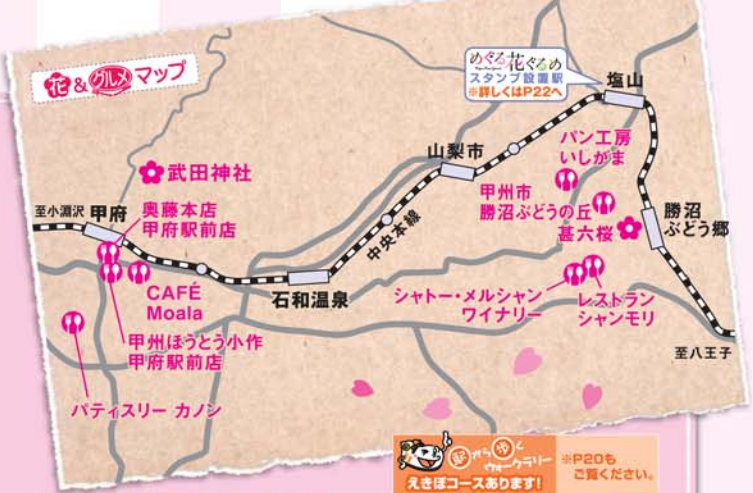 花&グルメマップ
めぐる花ぐるめ
スタンプ設置駅
※詳しくはP22へ
塩山
山梨市
パン工房
いしがま
武田神社
甲州市
勝沼ぶどうの丘
甚六桜
勝沼
ぶどう郷
至小淵沢
甲府
奥藤本店
甲府駅前店
中央本線
CAFÉ
Moala
石和温泉
シャトー・メルシャン
ワイナリー
レストラン
シャンモリ
甲州ほうとう小作
甲府駅前店
至八王子
パティスリー カノン
駅から歩く
ウォークラリー
えきぽコースあります!
※P20も
ご覧ください。